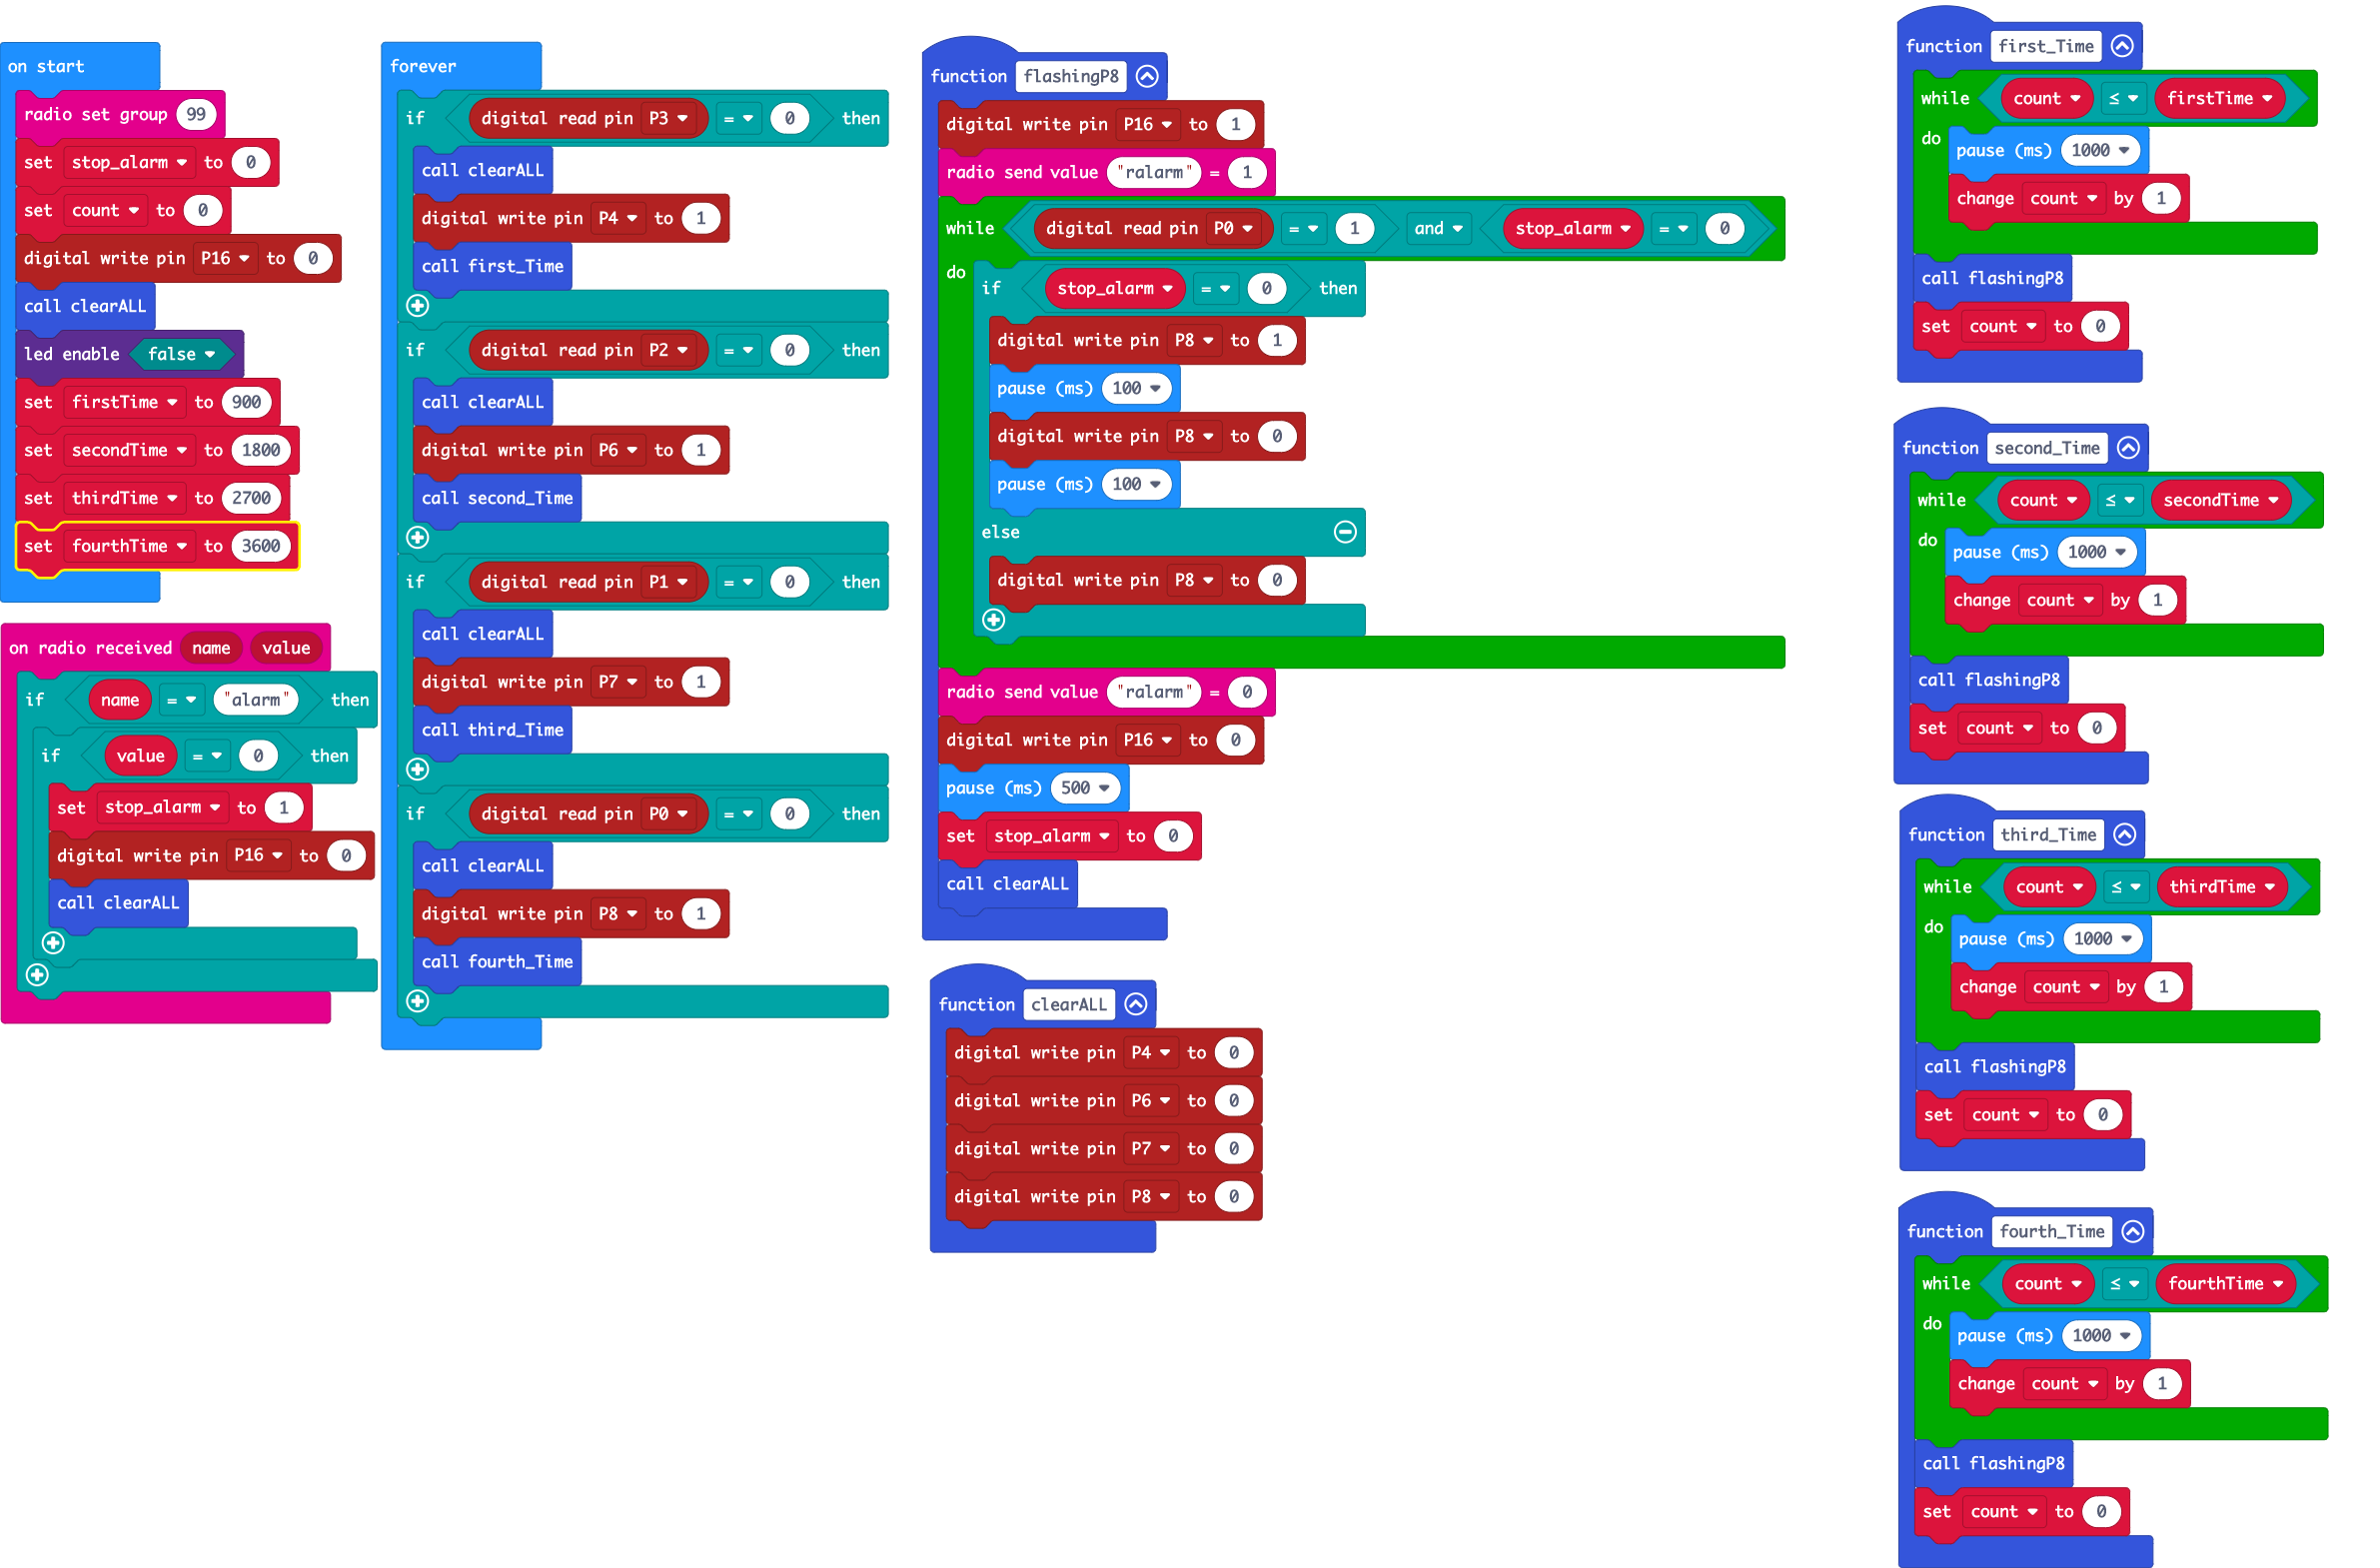 on start
radio set group 99
set stop_alarm to 0
set count to 0
digital write pin P16 to 0
call clearALL
led enable false
set firstTime to 900
set secondTime to 1800
set thirdTime to 2700
set fourthTime to 3600
on radio received name value
if name = "alarm" then
if value = 0 then
set stop_alarm to 1
digital write pin P16 to 0
call clearALL
forever
if digital read pin P3 = 0 then
call clearALL
digital write pin P4 to 1
call first_Time
if digital read pin P2 = 0 then
call clearALL
digital write pin P6 to 1
call second_Time
if digital read pin P1 = 0 then
call clearALL
digital write pin P7 to 1
call third_Time
if digital read pin P0 = 0 then
call clearALL
digital write pin P8 to 1
call fourth_Time
function flashingP8
digital write pin P16 to 1
radio send value "ralarm" = 1
while digital read pin P0 = 1 and stop_alarm = 0
do
if stop_alarm = 0 then
digital write pin P8 to 1
pause (ms) 100
digital write pin P8 to 0
pause (ms) 100
else
digital write pin P8 to 0
radio send value "ralarm" = 0
digital write pin P16 to 0
pause (ms) 500
set stop_alarm to 0
call clearALL
function clearALL
digital write pin P4 to 0
digital write pin P6 to 0
digital write pin P7 to 0
digital write pin P8 to 0
function first_Time
while count ≤ firstTime
do
pause (ms) 1000
change count by 1
call flashingP8
set count to 0
function second_Time
while count ≤ secondTime
do
pause (ms) 1000
change count by 1
call flashingP8
set count to 0
function third_Time
while count ≤ thirdTime
do
pause (ms) 1000
change count by 1
call flashingP8
set count to 0
function fourth_Time
while count ≤ fourthTime
do
pause (ms) 1000
change count by 1
call flashingP8
set count to 0